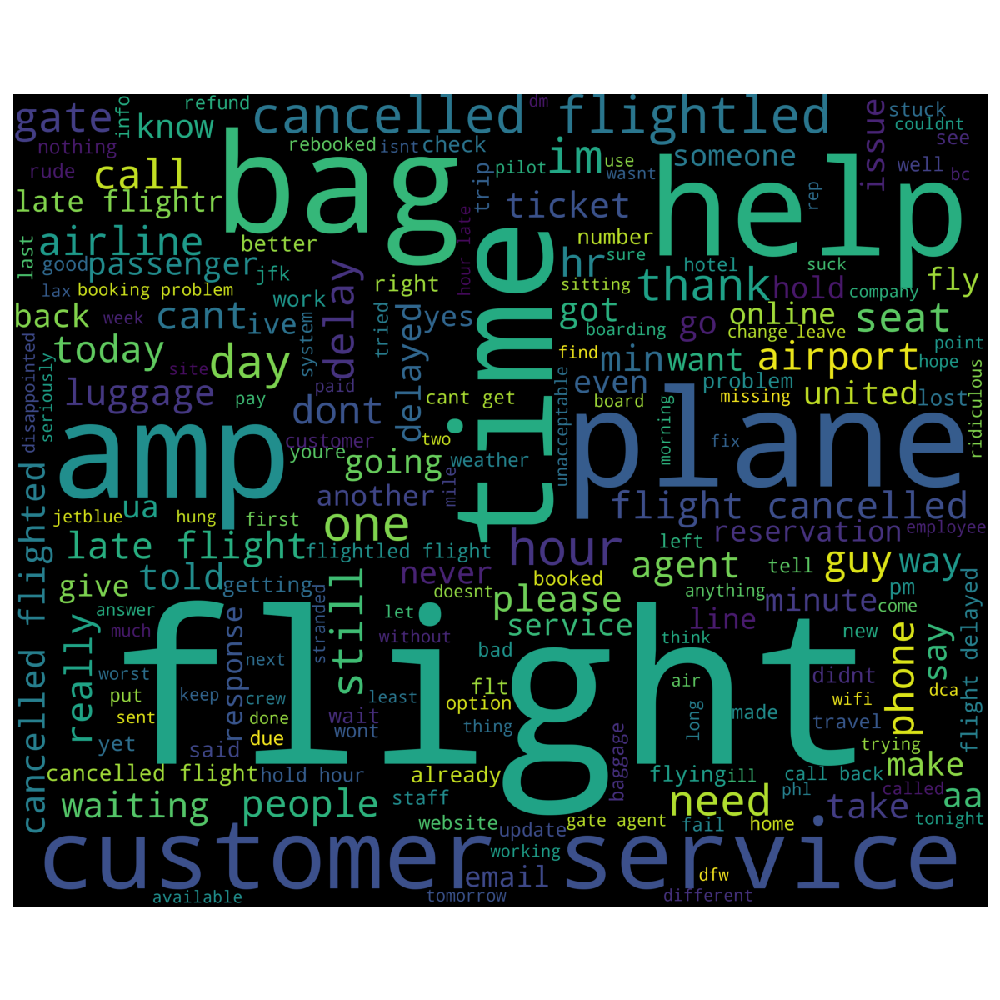 gate
info
refund
cancelled flightled
dm
issue
stuck
couldnt
know
see
nothing
rebooked
isnt
check
bag
im
use
someone
well
rude
call
trip
pilot
wasnt
help
bc
rep
late flightr
ticket
hour late
number
airline
better
time
hr
sure
last
good
passenger
jfk
right
sitting
hotel
suck
thank
hold
fly
lax
booking problem
work
company
back
week
cant
ive
delay
delayed
yes
got
boarding
go
online
seat
change leave
today
day
system
tried
find
min
want
airport
point
hope
disappointed
seriously
site
paid
luggage
pay
dont
cant get
even
board
problem
missing
united
lost
ridiculous
unacceptable
morning
amp
customer
two
plane
fix
youre
going
weather
mile
another
flight cancelled
ua
jetblue
hung
first
one
reservation
employee
late flight
flightled flight
hour
left
cancelled flighted
told
getting
never
booked
agent
tell
guy
way
give
still
doesnt
please
anything
minute
pm
flight delayed
answer
response
let
service
line
come
really
much
stranded
without
think
new
say
phone
flight
bad
worst
next
air
didnt
put
keep
crew
least
flt
option
long
made
wifi
dca
sent
done
wait
thing
travel
yet
due
wont
trying
said
baggage
cancelled flight
hold hour
already
flying
ill
call back
make
waiting
people
staff
need
phl
called
aa
website
update
gate agent
fail
home
take
tonight
customer service
working
email
dfw
available
tomorrow
different